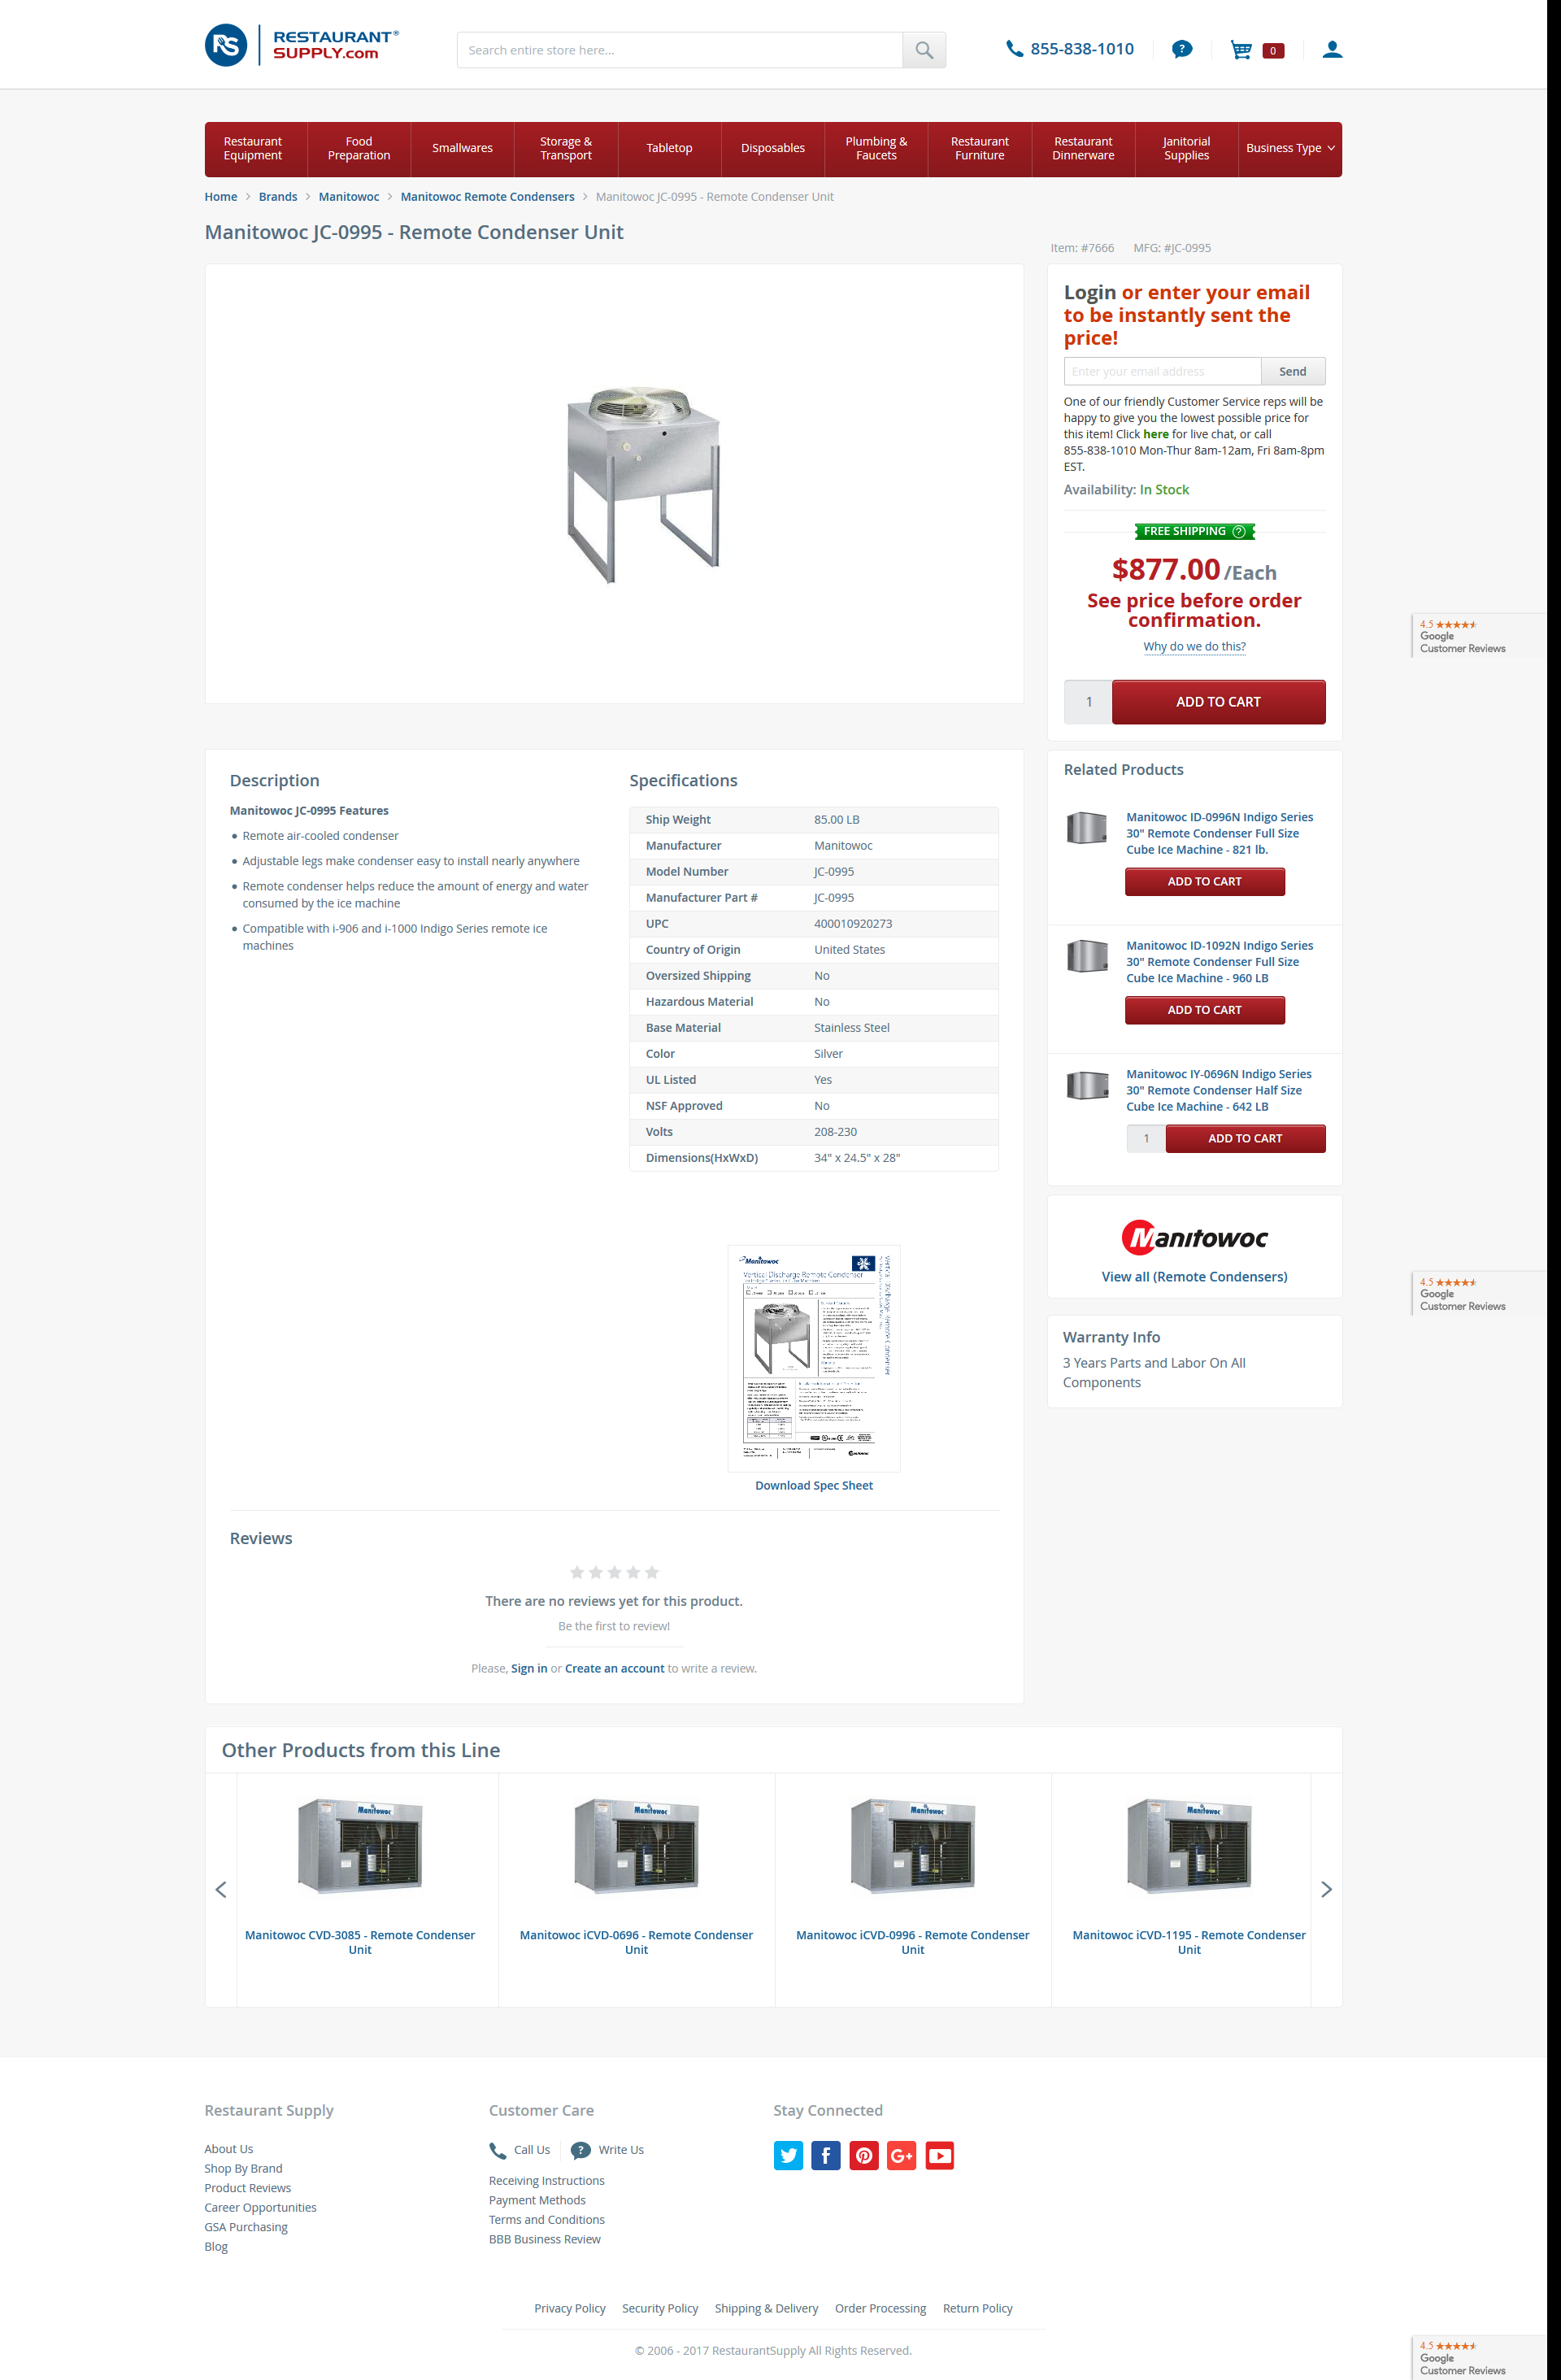 RS
RESTAURANT®
SUPPLY.com
Search entire store here...
855-838-1010
?
0
Restaurant
Equipment
Food
Preparation
Smallwares
Storage &
Transport
Tabletop
Disposables
Plumbing &
Faucets
Restaurant
Furniture
Restaurant
Dinnerware
Janitorial
Supplies
Business Type
Home > Brands > Manitowoc > Manitowoc Remote Condensers > Manitowoc JC-0995 - Remote Condenser Unit
Manitowoc JC-0995 - Remote Condenser Unit
Item: #7666 MFG: #JC-0995
Login or enter your email
to be instantly sent the
price!
Enter your email address
Send
One of our friendly Customer Service reps will be
happy to give you the lowest possible price for
this item! Click here for live chat, or call
855-838-1010 Mon-Thur 8am-12am, Fri 8am-8pm
EST.
Availability: In Stock
FREE SHIPPING ?
$877.00 /Each
See price before order
confirmation.
Why do we do this?
1
ADD TO CART
4.5 ★★★★★
Google
Customer Reviews
Description
Manitowoc JC-0995 Features
• Remote air-cooled condenser
• Adjustable legs make condenser easy to install nearly anywhere
• Remote condenser helps reduce the amount of energy and water
consumed by the ice machine
• Compatible with i-906 and i-1000 Indigo Series remote ice
machines
Specifications
Ship Weight 85.00 LB
Manufacturer Manitowoc
Model Number JC-0995
Manufacturer Part # JC-0995
UPC 400010920273
Country of Origin United States
Oversized Shipping No
Hazardous Material No
Base Material Stainless Steel
Color Silver
UL Listed Yes
NSF Approved No
Volts 208-230
Dimensions(HxWxD) 34" x 24.5" x 28"
Manitowoc
Vertical Discharge Remote Condenser
Download Spec Sheet
Related Products
Manitowoc ID-0996N Indigo Series
30" Remote Condenser Full Size
Cube Ice Machine - 821 lb.
ADD TO CART
Manitowoc ID-1092N Indigo Series
30" Remote Condenser Full Size
Cube Ice Machine - 960 LB
ADD TO CART
Manitowoc IY-0696N Indigo Series
30" Remote Condenser Half Size
Cube Ice Machine - 642 LB
1
ADD TO CART
Manitowoc
View all (Remote Condensers)
4.5 ★★★★★
Google
Customer Reviews
Warranty Info
3 Years Parts and Labor On All
Components
Reviews
There are no reviews yet for this product.
Be the first to review!
Please, Sign in or Create an account to write a review.
Other Products from this Line
Manitowoc
Manitowoc
Manitowoc
Manitowoc
Manitowoc CVD-3085 - Remote Condenser
Unit
Manitowoc iCVD-0696 - Remote Condenser
Unit
Manitowoc iCVD-0996 - Remote Condenser
Unit
Manitowoc iCVD-1195 - Remote Condenser
Unit
Restaurant Supply
About Us
Shop By Brand
Product Reviews
Career Opportunities
GSA Purchasing
Blog
Customer Care
Call Us
? Write Us
Receiving Instructions
Payment Methods
Terms and Conditions
BBB Business Review
Stay Connected
f
G+
Privacy Policy Security Policy Shipping & Delivery Order Processing Return Policy
© 2006 - 2017 RestaurantSupply All Rights Reserved.
4.5 ★★★★★
Google
Customer Reviews